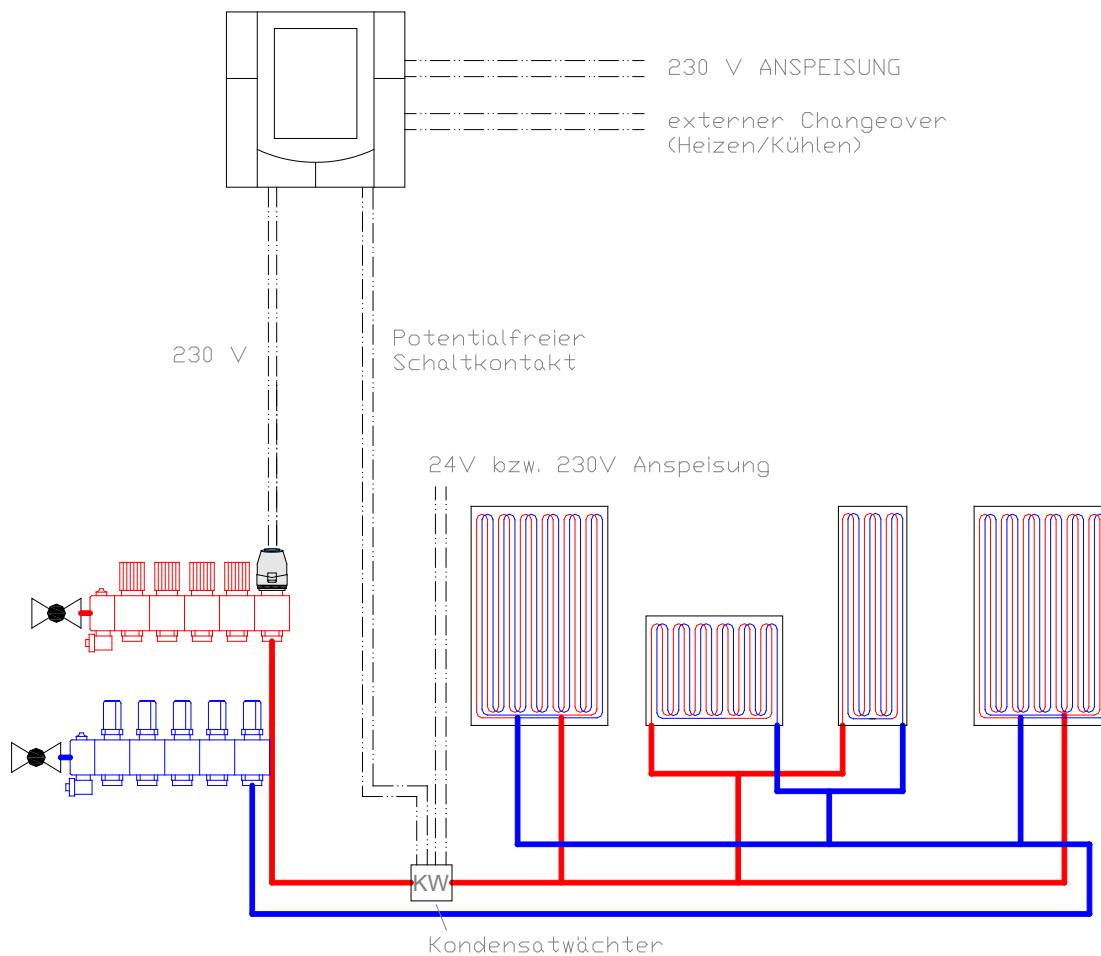 230 V ANSPEISUNG
externer Changeover
(Heizen/Kühlen)
230 V
Potentialfreier
Schaltkontakt
24V bzw. 230V Anspeisung
KW
Kondensatwächter